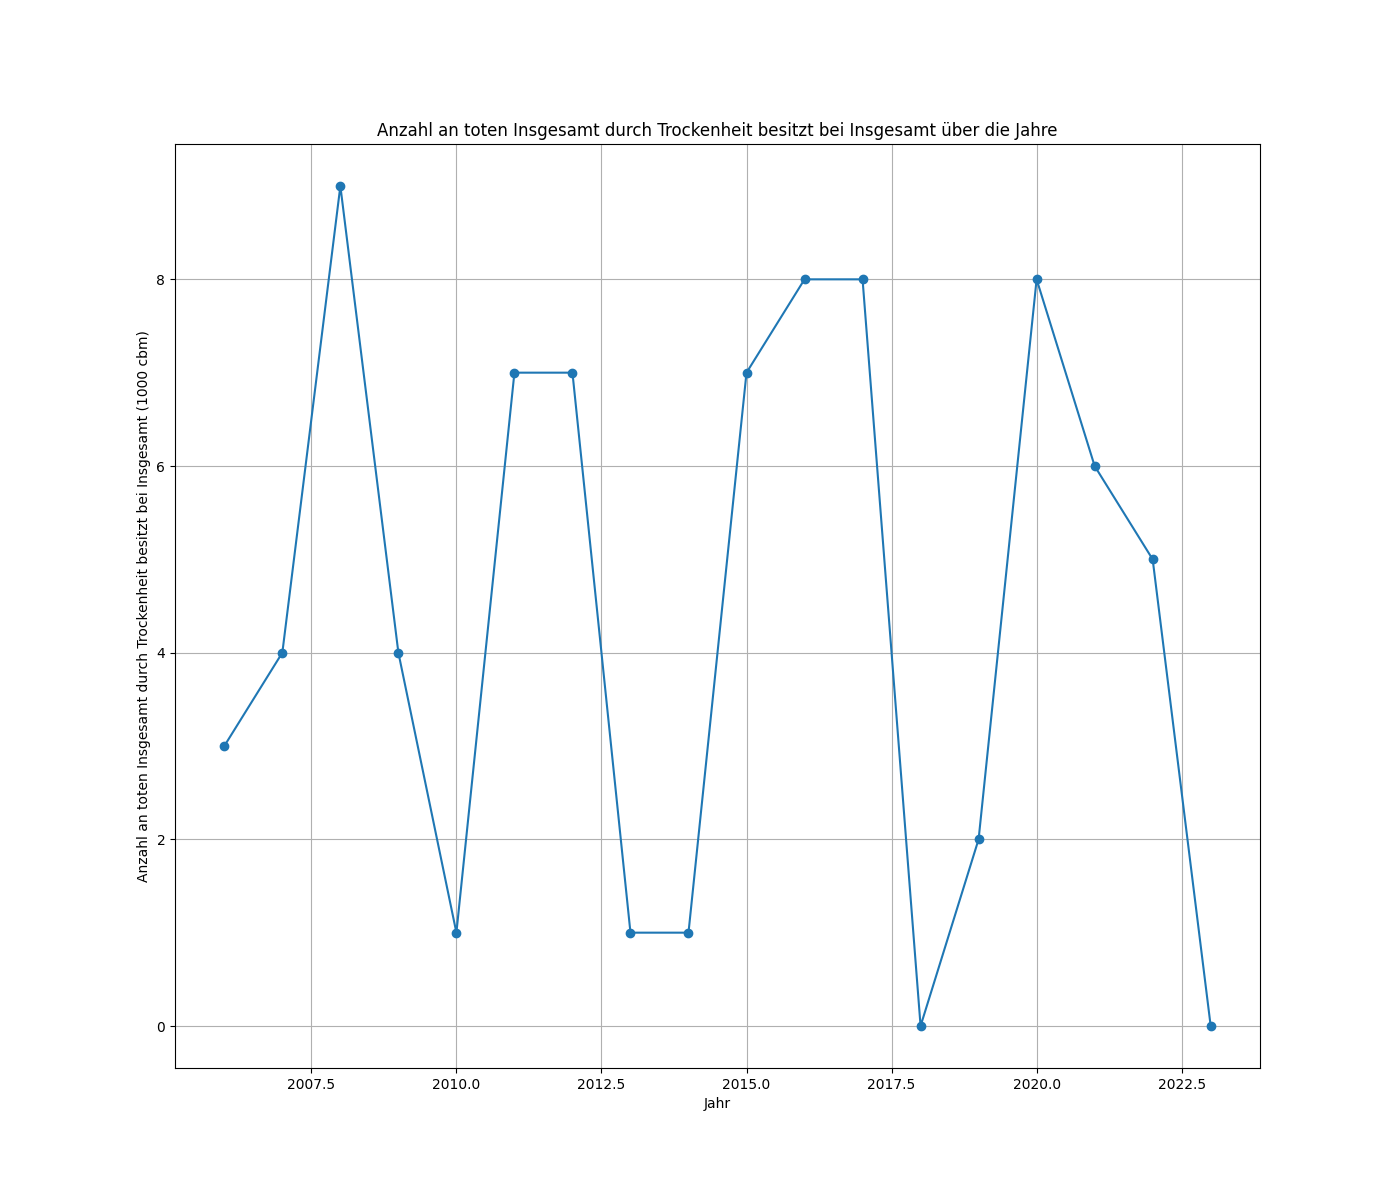 Anzahl an toten Insgesamt durch Trockenheit besitzt bei Insgesamt über die Jahre
Anzahl an toten Insgesamt durch Trockenheit besitzt bei Insgesamt (1000 cbm)
8
6
4
2
0
2007.5 2010.0 2012.5 2015.0 2017.5 2020.0 2022.5
Jahr